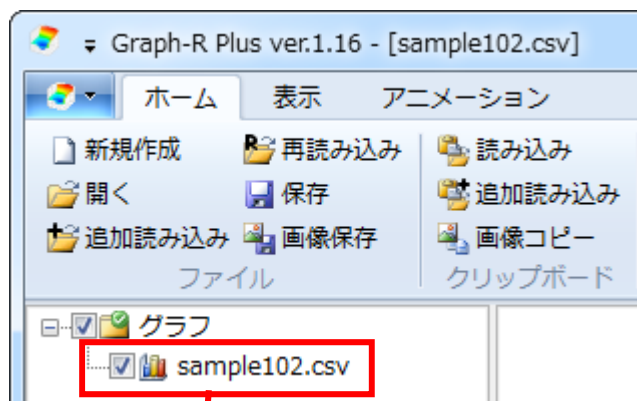 Graph-R Plus ver.1.16 - [sample102.csv]
ホーム 表示 アニメーション
新規作成 再読み込み 読み込み
開く 保存 追加読み込み
追加読み込み 画像保存 画像コピー
ファイル クリップボード
グラフ
sample102.csv